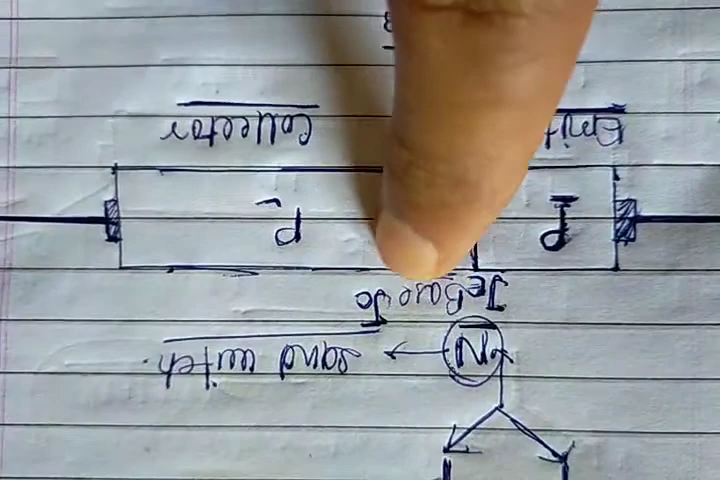 N → sand witch.
Je Base Jc
P P
Emit Collector